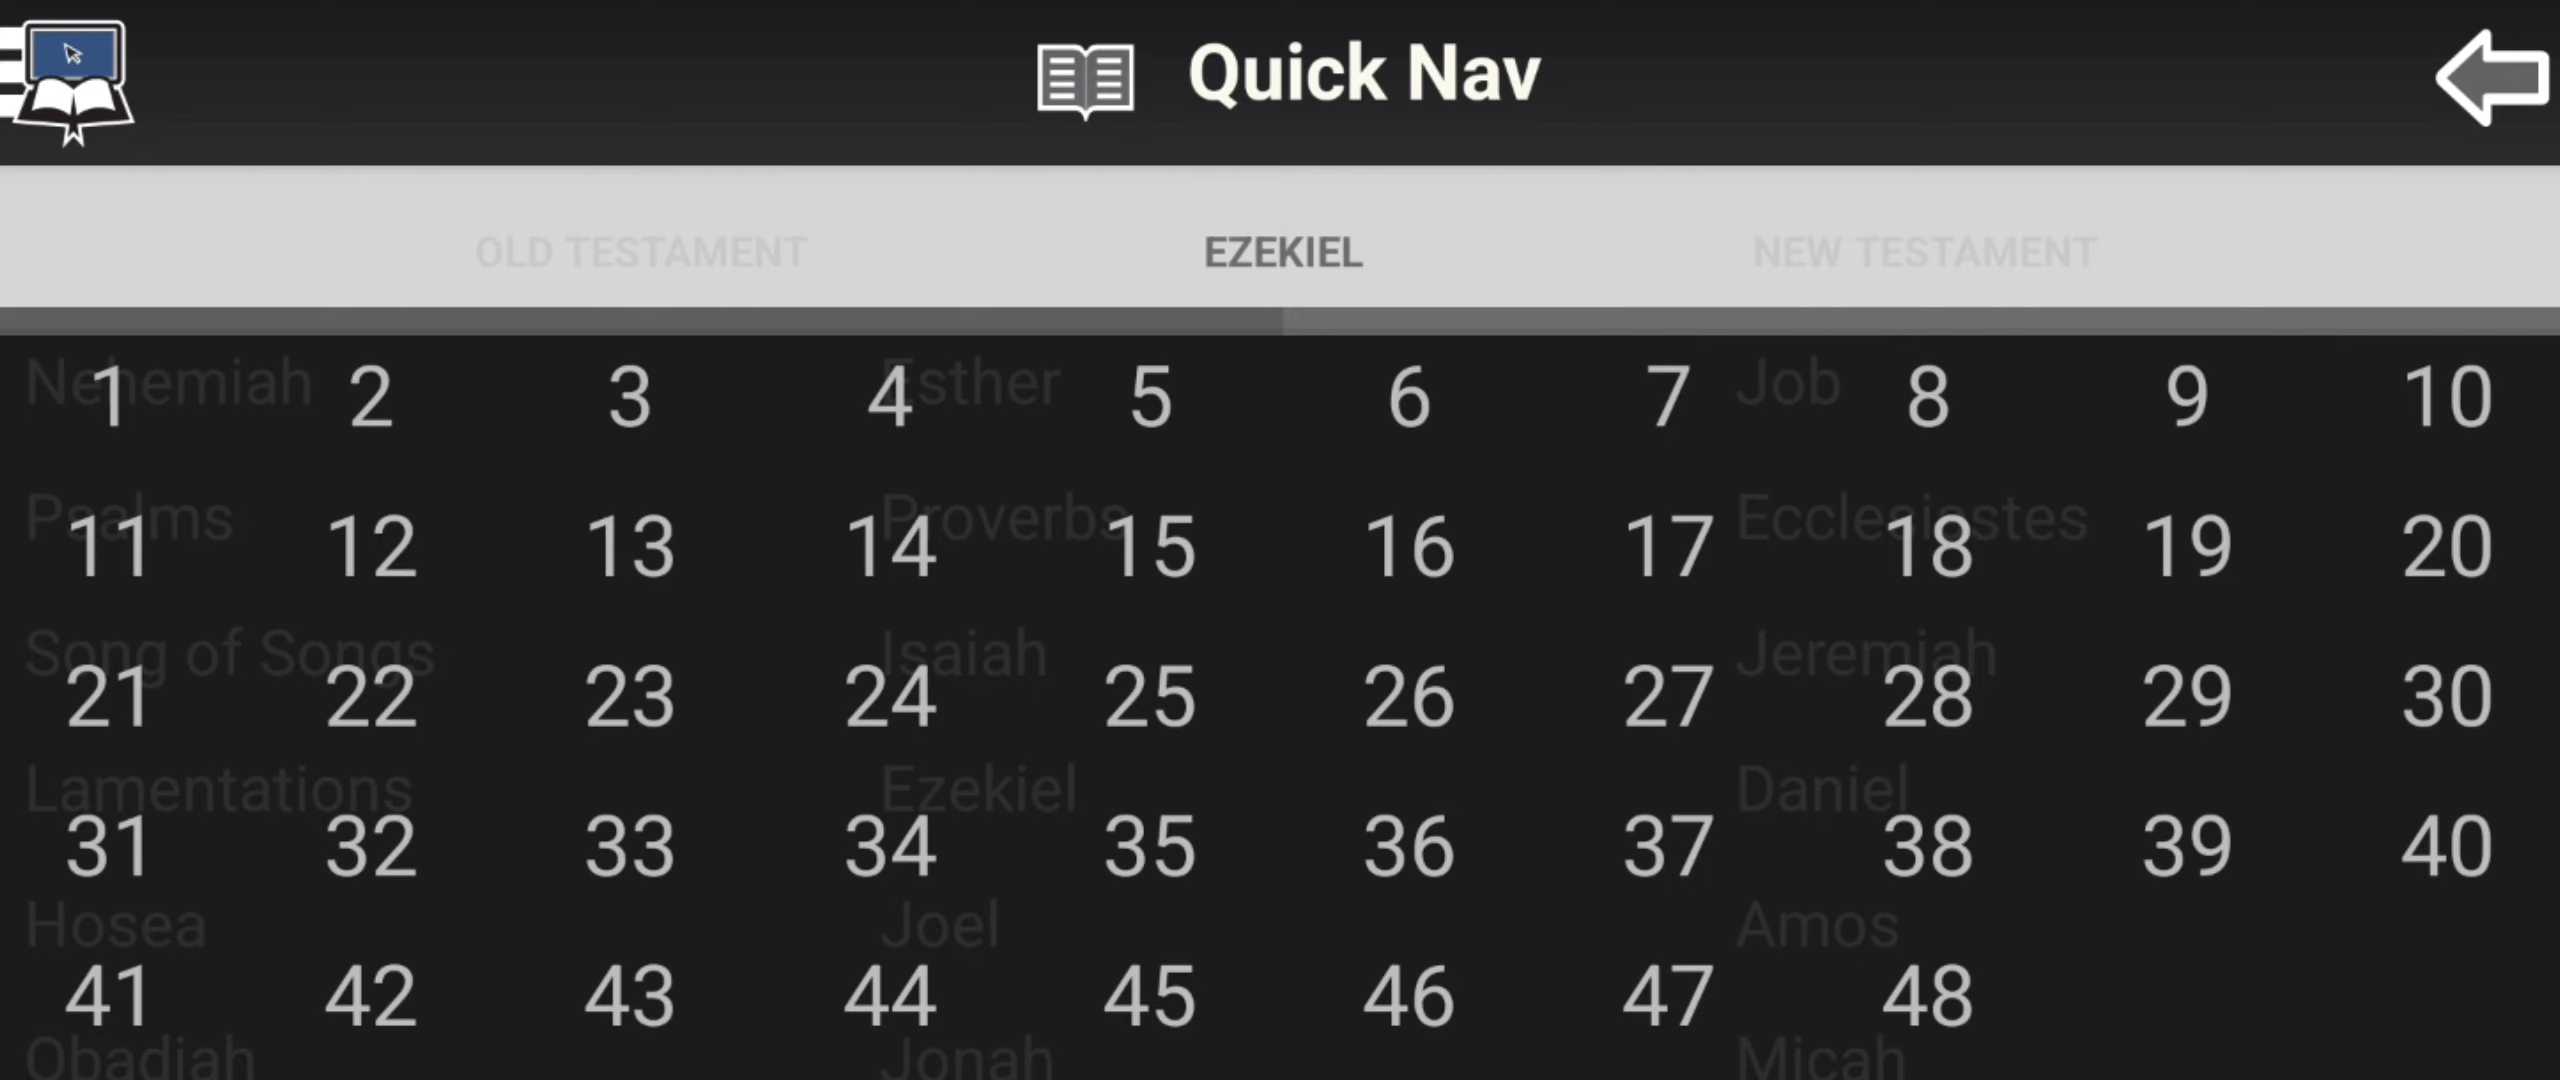 Quick Nav
OLD TESTAMENT EZEKIEL NEW TESTAMENT
Nehemiah Esther Job
1 2 3 4 5 6 7 8 9 10
Psalms Proverbs Ecclesiastes
11 12 13 14 15 16 17 18 19 20
Song of Songs Isaiah Jeremiah
21 22 23 24 25 26 27 28 29 30
Lamentations Ezekiel Daniel
31 32 33 34 35 36 37 38 39 40
Hosea Joel Amos
41 42 43 44 45 46 47 48
Obadiah Jonah Micah